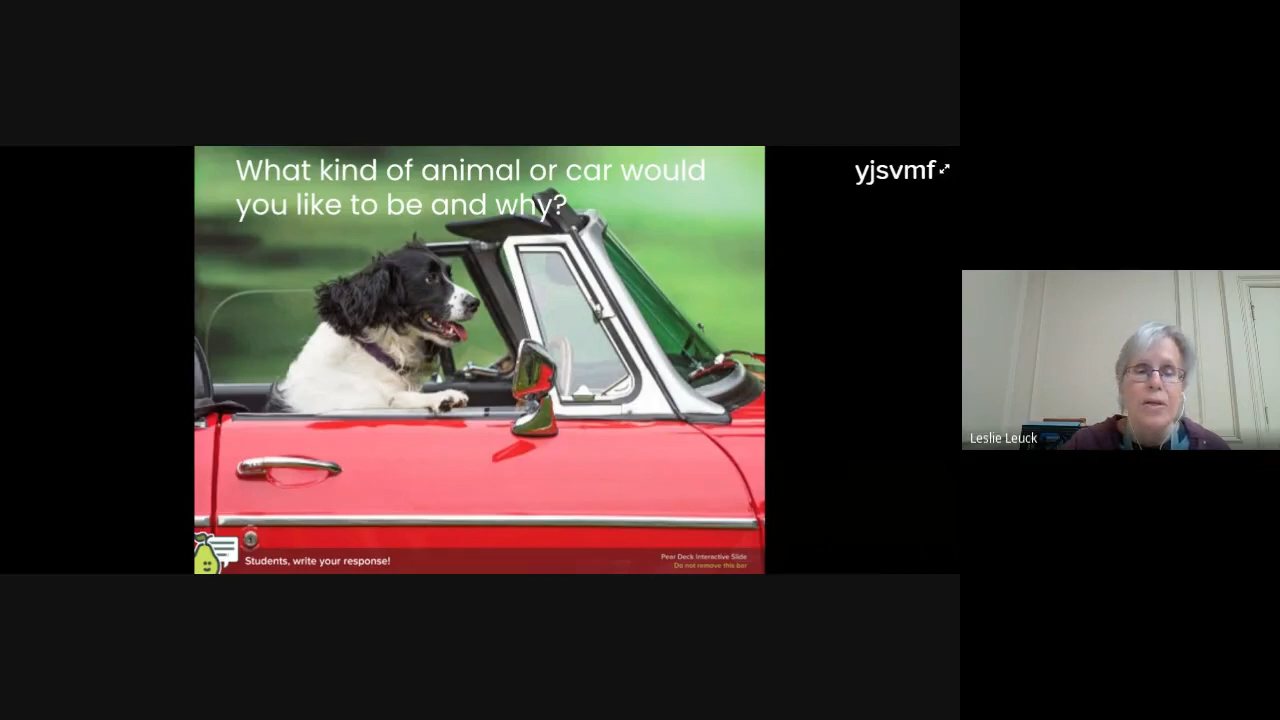 What kind of animal or car would
you like to be and why?
yjsvmf
Leslie Leuck
Students, write your response!
Pear Deck Interactive Slide
Do not remove this bar